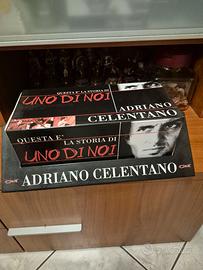 QUESTA E' LA STORIA DI
UNO DI NOI
ADRIANO
CELENTANO
QUESTA E' LA STORIA DI
UNO DI NOI
ADRIANO CELENTANO